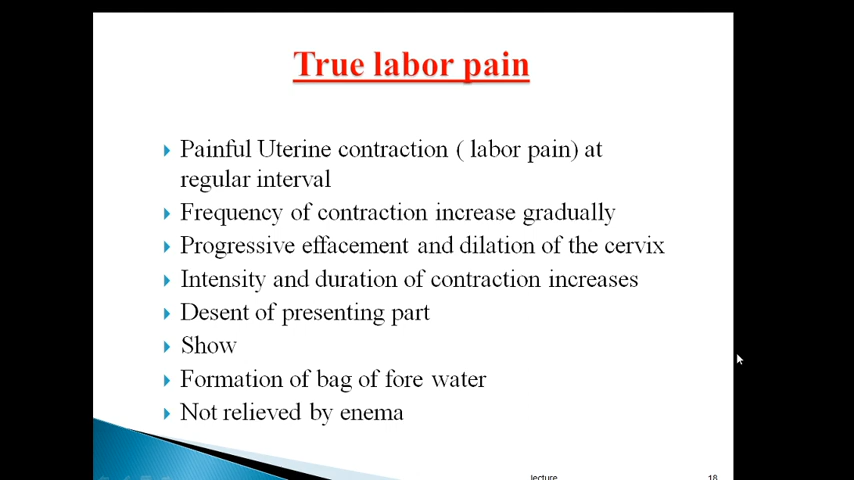 True labor pain
Painful Uterine contraction ( labor pain) at
regular interval
Frequency of contraction increase gradually
Progressive effacement and dilation of the cervix
Intensity and duration of contraction increases
Desent of presenting part
Show
Formation of bag of fore water
Not relieved by enema
lecture
18